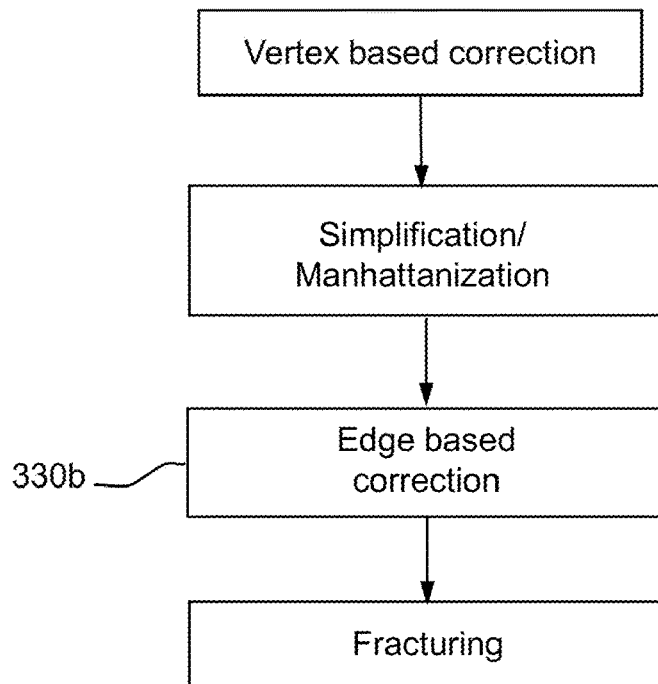 Vertex based correction
Simplification/
Manhattanization
Edge based
correction
330b
Fracturing